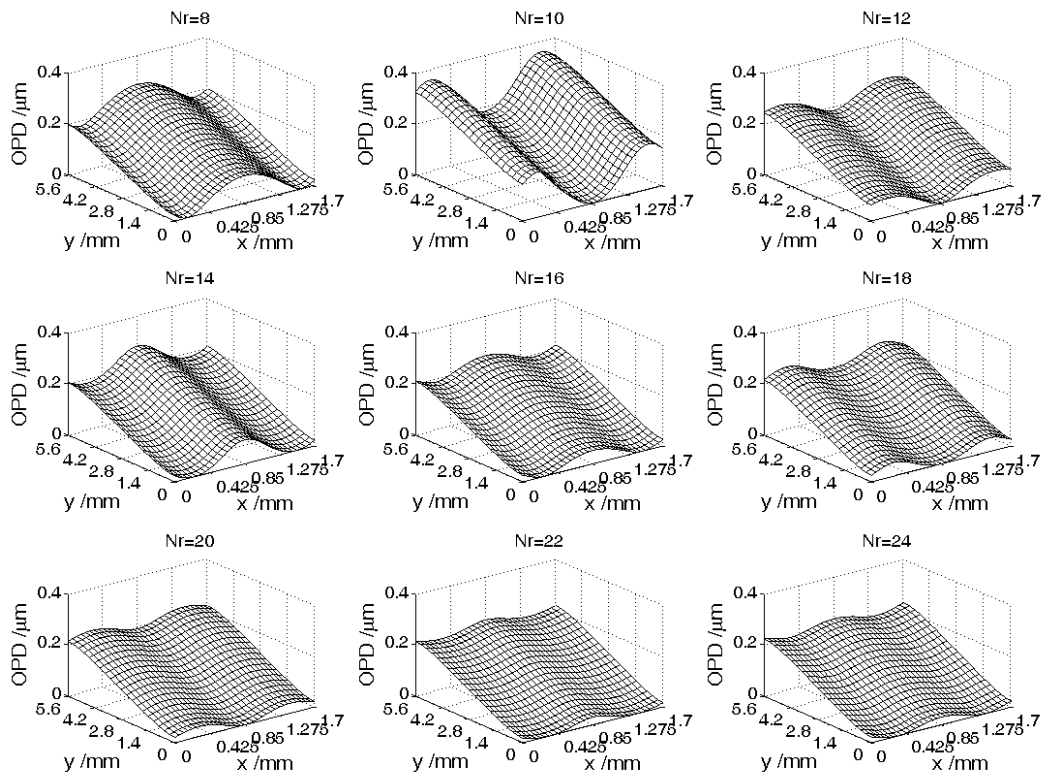 Nr=8 Nr=10 Nr=12
0.4 0.4 0.4
OPD /µm OPD /µm OPD /µm
0.2 0.2 0.2
0 0 0
5.6 5.6 5.6
4.2 1.7 4.2 1.7 4.2 1.7
2.8 1.275 2.8 1.275 2.8 1.275
1.4 0.85 1.4 0.85 1.4 0.85
0.425 0.425 0.425
y /mm 0 0 x /mm y /mm 0 0 x /mm y /mm 0 0 x /mm
Nr=14 Nr=16 Nr=18
0.4 0.4 0.4
OPD /µm OPD /µm OPD /µm
0.2 0.2 0.2
0 0 0
5.6 5.6 5.6
4.2 1.7 4.2 1.7 4.2 1.7
2.8 1.275 2.8 1.275 2.8 1.275
1.4 0.85 1.4 0.85 1.4 0.85
0.425 0.425 0.425
y /mm 0 0 x /mm y /mm 0 0 x /mm y /mm 0 0 x /mm
Nr=20 Nr=22 Nr=24
0.4 0.4 0.4
OPD /µm OPD /µm OPD /µm
0.2 0.2 0.2
0 0 0
5.6 5.6 5.6
4.2 1.7 4.2 1.7 4.2 1.7
2.8 1.275 2.8 1.275 2.8 1.275
1.4 0.85 1.4 0.85 1.4 0.85
0.425 0.425 0.425
y /mm 0 0 x /mm y /mm 0 0 x /mm y /mm 0 0 x /mm